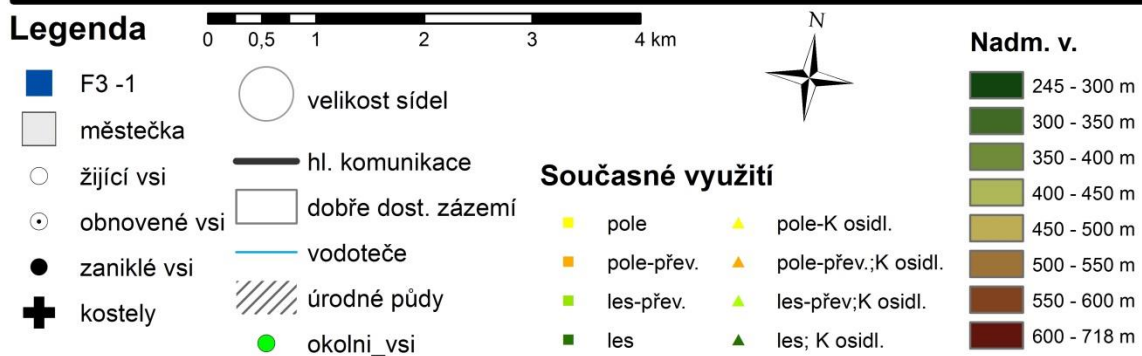 Legenda
0 0,5 1 2 3 4 km
N
F3 -1
městečka
žijící vsi
obnovené vsi
zaniklé vsi
kostely
velikost sídel
hl. komunikace
dobře dost. zázemí
vodoteče
úrodné půdy
okolni_vsi
Současné využití
pole
pole-přev.
les-přev.
les
pole-K osidl.
pole-přev.;K osidl.
les-přev;K osidl.
les; K osidl.
Nadm. v.
245 - 300 m
300 - 350 m
350 - 400 m
400 - 450 m
450 - 500 m
500 - 550 m
550 - 600 m
600 - 718 m